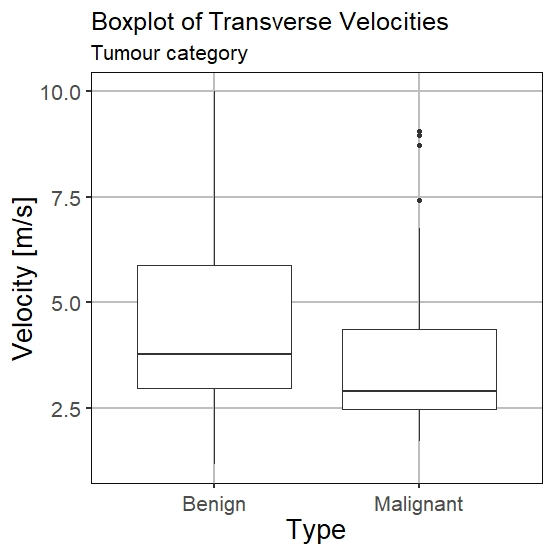 Boxplot of Transverse Velocities
Tumour category
10.0
7.5
5.0
2.5
Velocity [m/s]
Benign
Malignant
Type